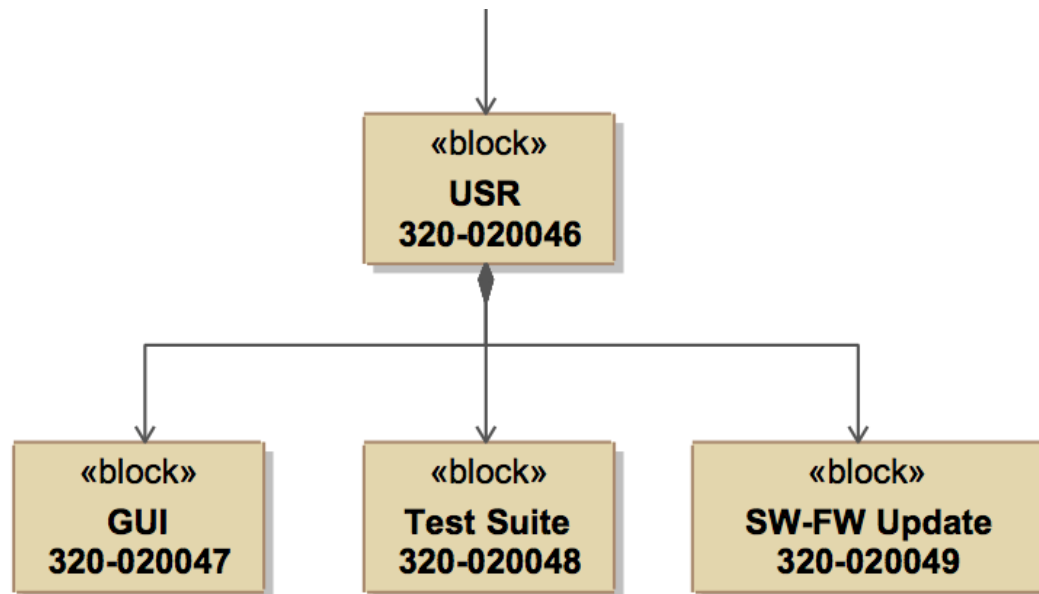 «block»
USR
320-020046
«block»
GUI
320-020047
«block»
Test Suite
320-020048
«block»
SW-FW Update
320-020049